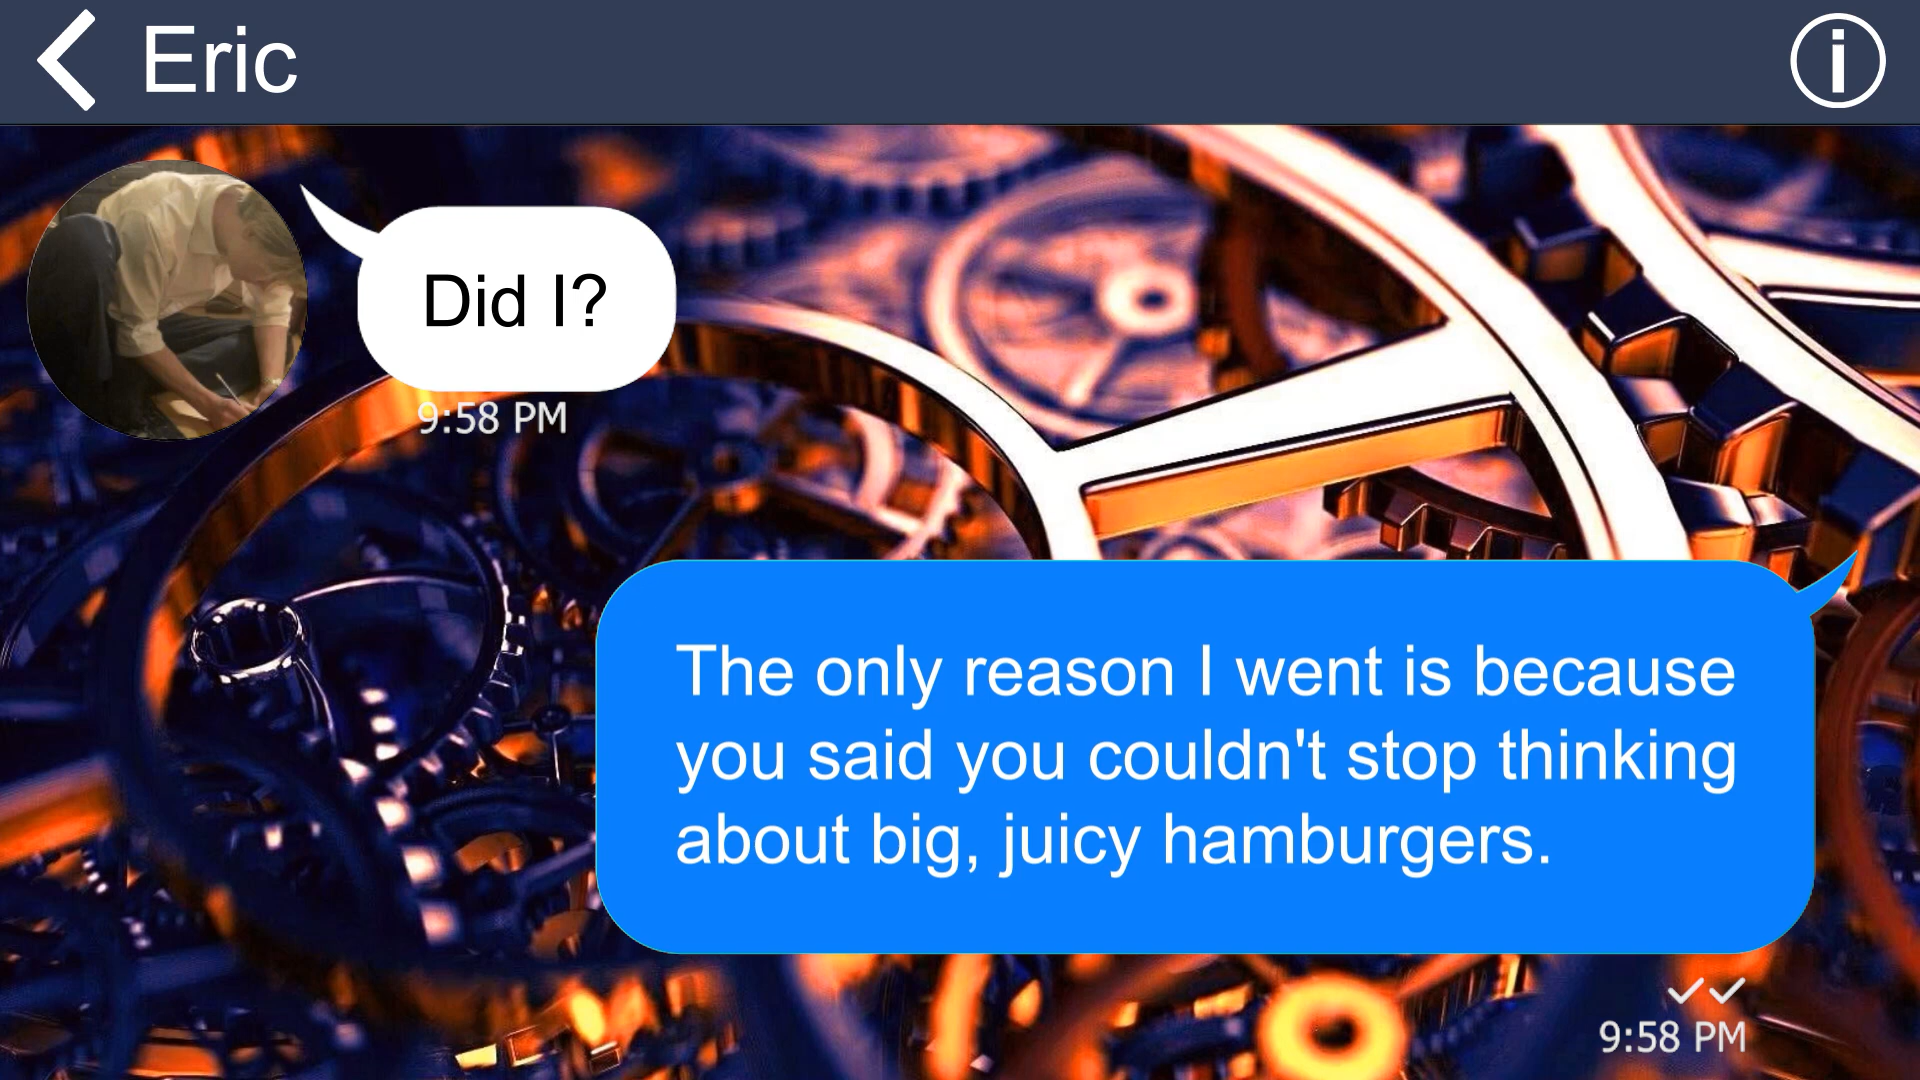 Eric
Did I?
9:58 PM
The only reason I went is because
you said you couldn't stop thinking
about big, juicy hamburgers.
9:58 PM